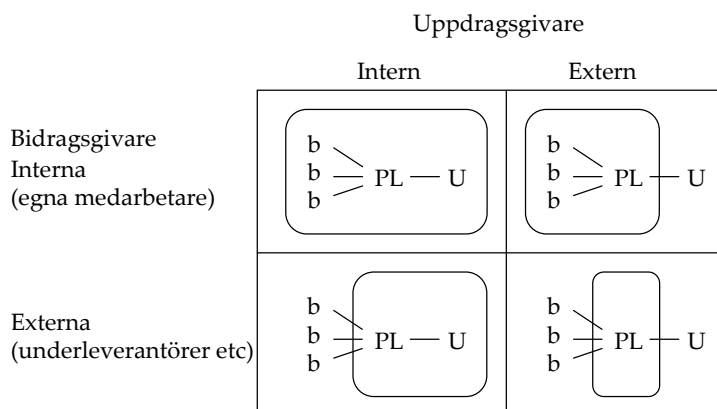 Uppdragsgivare
Intern Extern
Bidragsgivare
Interna
(egna medarbetare)
b
b
b
PL U
b
b
b
PL U
Externa
(underleverantörer etc)
b
b
b
PL U
b
b
b
PL U